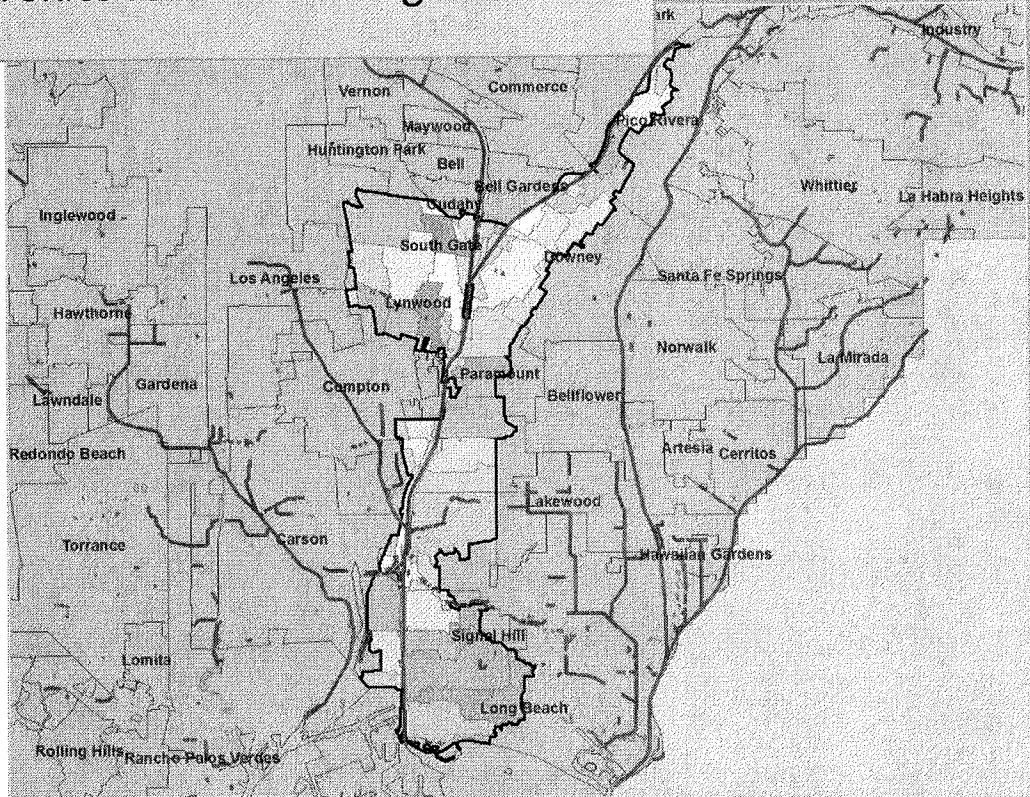 ark
Industry
Vernon
Commerce
Maywood
Pico Rivera
Huntington Park
Bell
Whittier
Bell Gardens
La Habra Heights
Cudahy
Inglewood
South Gate
Downey
Los Angeles
Santa Fe Springs
Lynwood
Hawthorne
Norwalk
La Mirada
Paramount
Gardena
Compton
Bellflower
Lawndale
Artesia
Cerritos
Redondo Beach
Lakewood
Carson
Torrance
Hawaiian Gardens
Signal Hill
Lomita
Long Beach
Rolling Hills
Rancho Palos Verdes